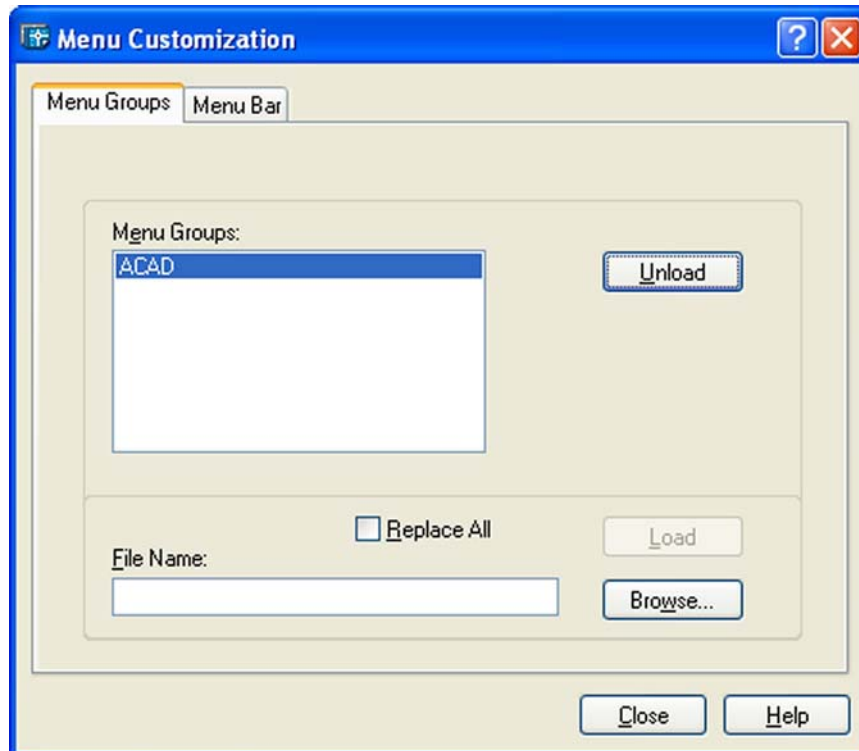 Menu Customization
Menu Groups Menu Bar
Menu Groups:
ACAD
Unload
Replace All
Load
File Name:
Browse...
Close Help